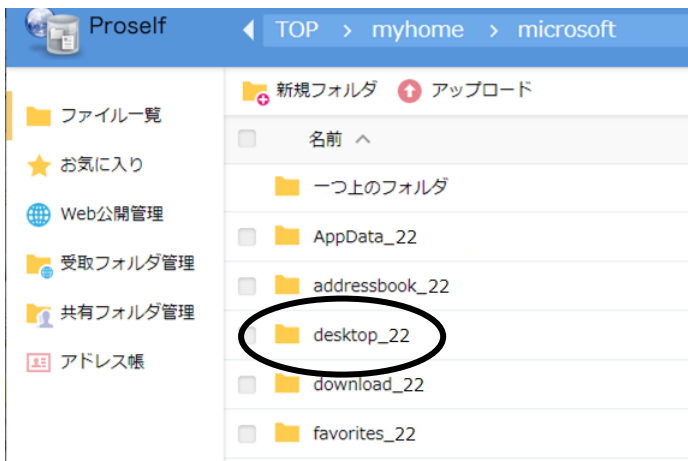 Proself
TOP > myhome > microsoft
新規フォルダ アップロード
ファイル一覧
お気に入り
Web公開管理
受取フォルダ管理
共有フォルダ管理
アドレス帳
名前
一つ上のフォルダ
AppData_22
addressbook_22
desktop_22
download_22
favorites_22